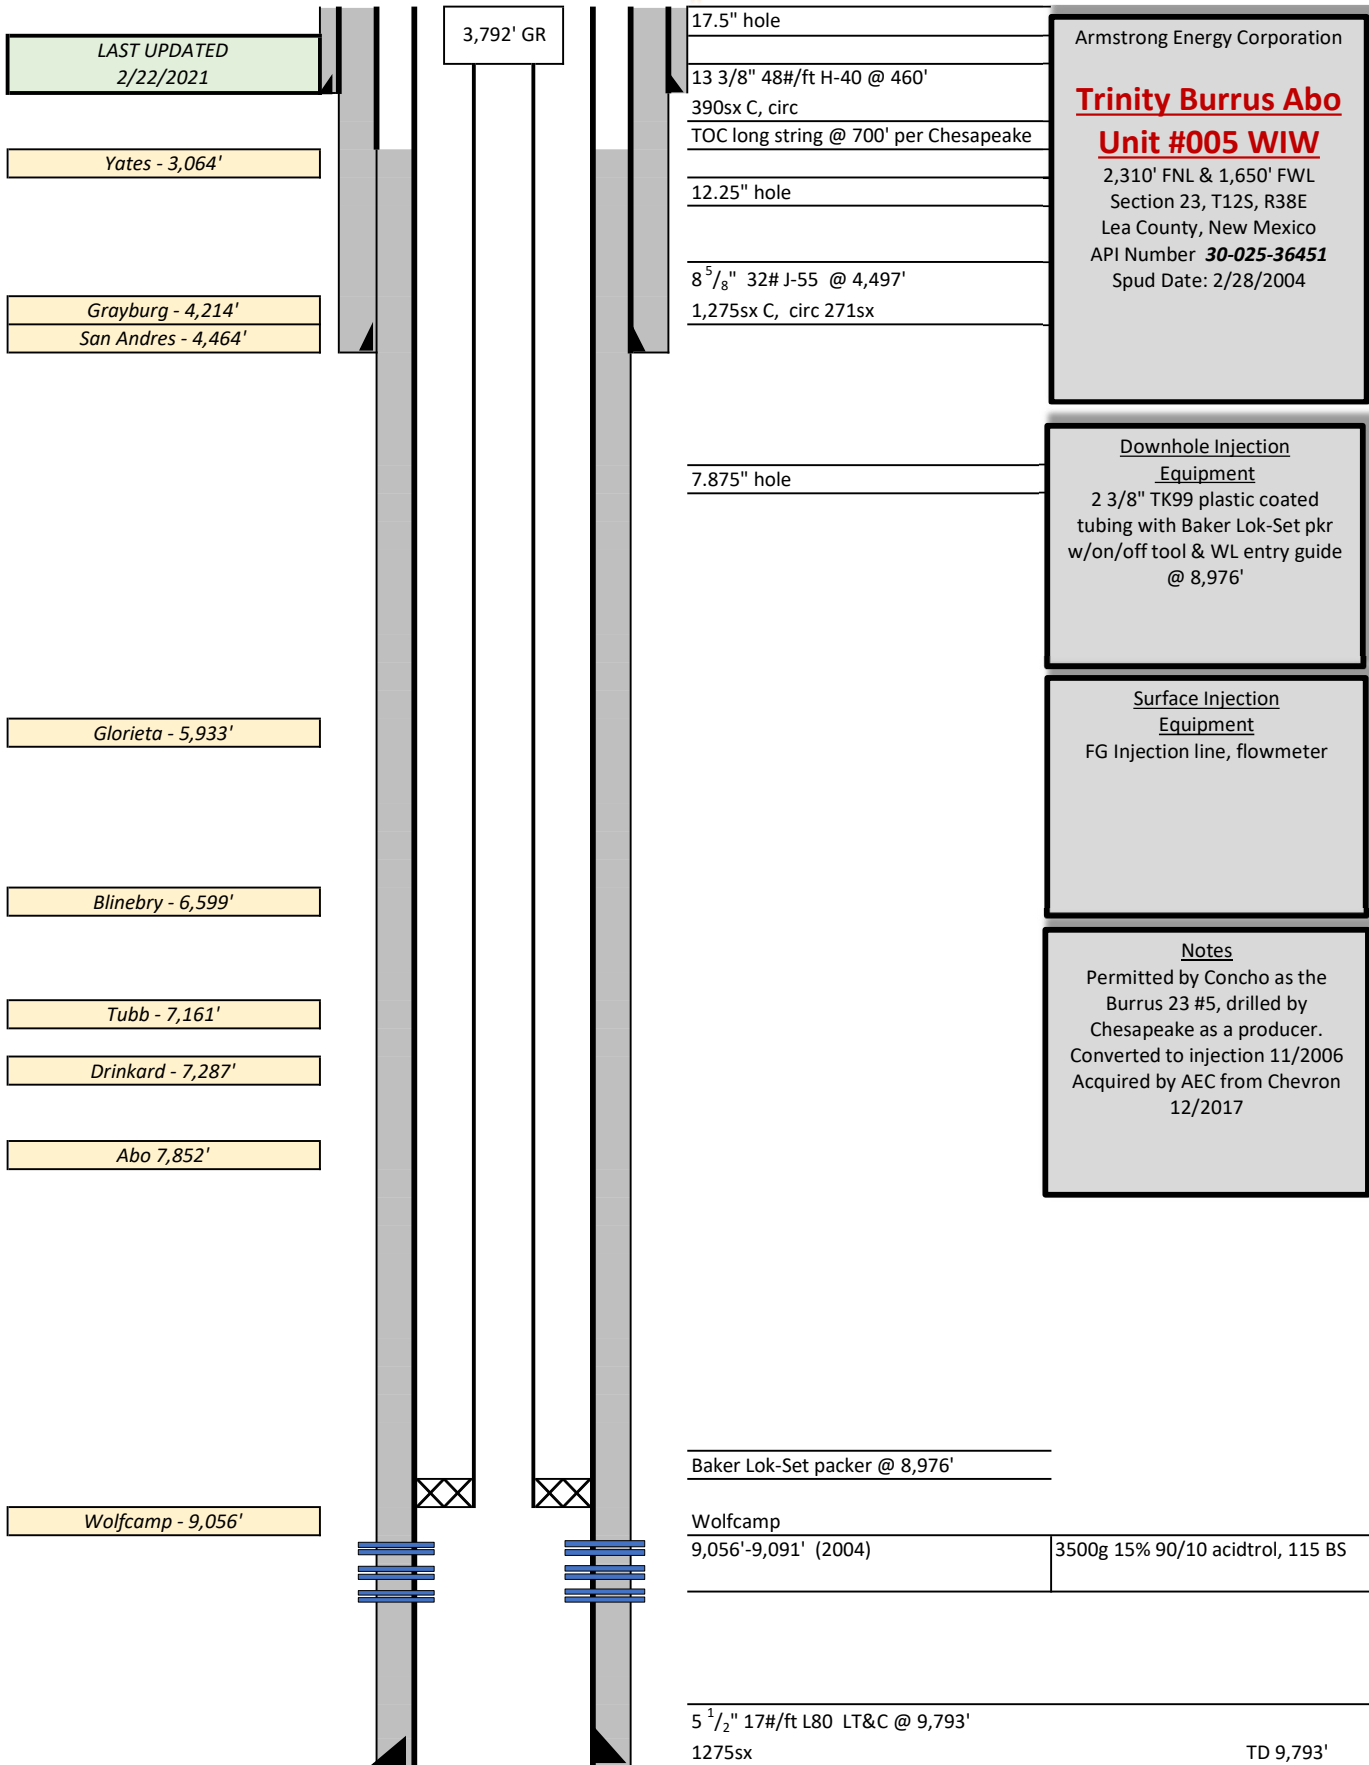 LAST UPDATED
2/22/2021
Yates - 3,064'
Grayburg - 4,214'
San Andres - 4,464'
Glorieta - 5,933'
Blinebry - 6,599'
Tubb - 7,161'
Drinkard - 7,287'
Abo 7,852'
Wolfcamp - 9,056'
3,792' GR
17.5" hole
13 3/8" 48#/ft H-40 @ 460'
390sx C, circ
TOC long string @ 700' per Chesapeake
12.25" hole
8 5/8" 32# J-55 @ 4,497'
1,275sx C, circ 271sx
7.875" hole
Baker Lok-Set packer @ 8,976'
Wolfcamp
9,056'-9,091' (2004)
3500g 15% 90/10 acidtrol, 115 BS
5 1/2" 17#/ft L80 LT&C @ 9,793'
1275sx
TD 9,793'
Armstrong Energy Corporation
Trinity Burrus Abo
Unit #005 WIW
2,310' FNL & 1,650' FWL
Section 23, T12S, R38E
Lea County, New Mexico
API Number 30-025-36451
Spud Date: 2/28/2004
Downhole Injection
Equipment
2 3/8" TK99 plastic coated
tubing with Baker Lok-Set pkr
w/on/off tool & WL entry guide
@ 8,976'
Surface Injection
Equipment
FG Injection line, flowmeter
Notes
Permitted by Concho as the
Burrus 23 #5, drilled by
Chesapeake as a producer.
Converted to injection 11/2006
Acquired by AEC from Chevron
12/2017